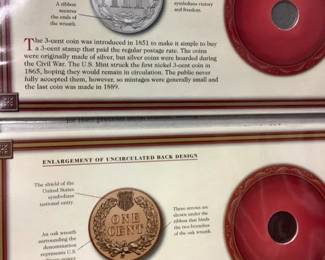 A ribbon
secures
the ends of
the wreath.
symbolizes victory
and freedom.
The 3-cent coin was introduced in 1851 to make it simple to buy
a 3-cent stamp that paid the regular postage rate. The coins
were originally made of silver, but silver coins were hoarded during
the Civil War. The U.S. Mint struck the first nickel 3-cent coin in
1865, hoping they would remain in circulation. The public never
fully accepted them, however, so mintages were generally small and
the last coin was made in 1889.
ENLARGEMENT OF UNCIRCULATED BACK DESIGN
The shield of the
United States
symbolizes
national entity.
ONE
CENT
Three arrows are
shown under the
ribbon that binds
the two branches
of the oak wreath.
An oak wreath
surrounding the
denomination
represents U.S.